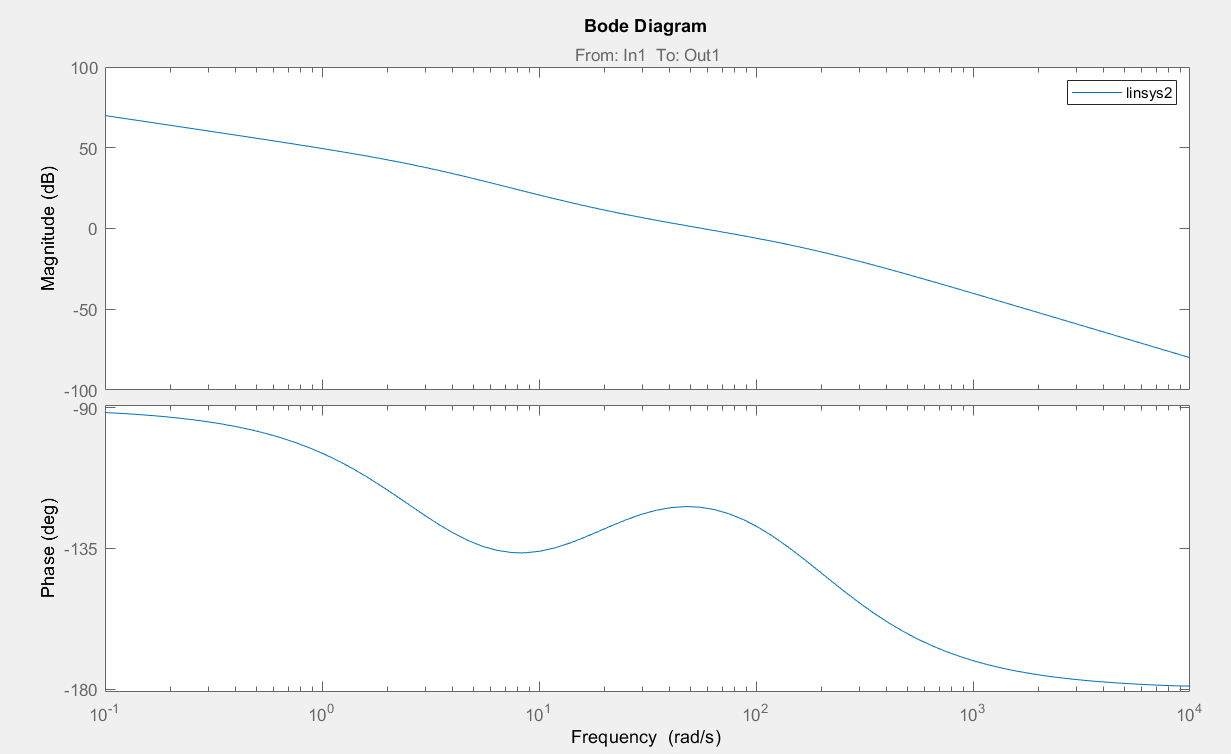 Bode Diagram
From: In1 To: Out1
linsys2
Magnitude (dB)
100
50
0
-50
-100
Phase (deg)
-90
-135
-180
10^-1
10^0
10^1
10^2
10^3
10^4
Frequency (rad/s)